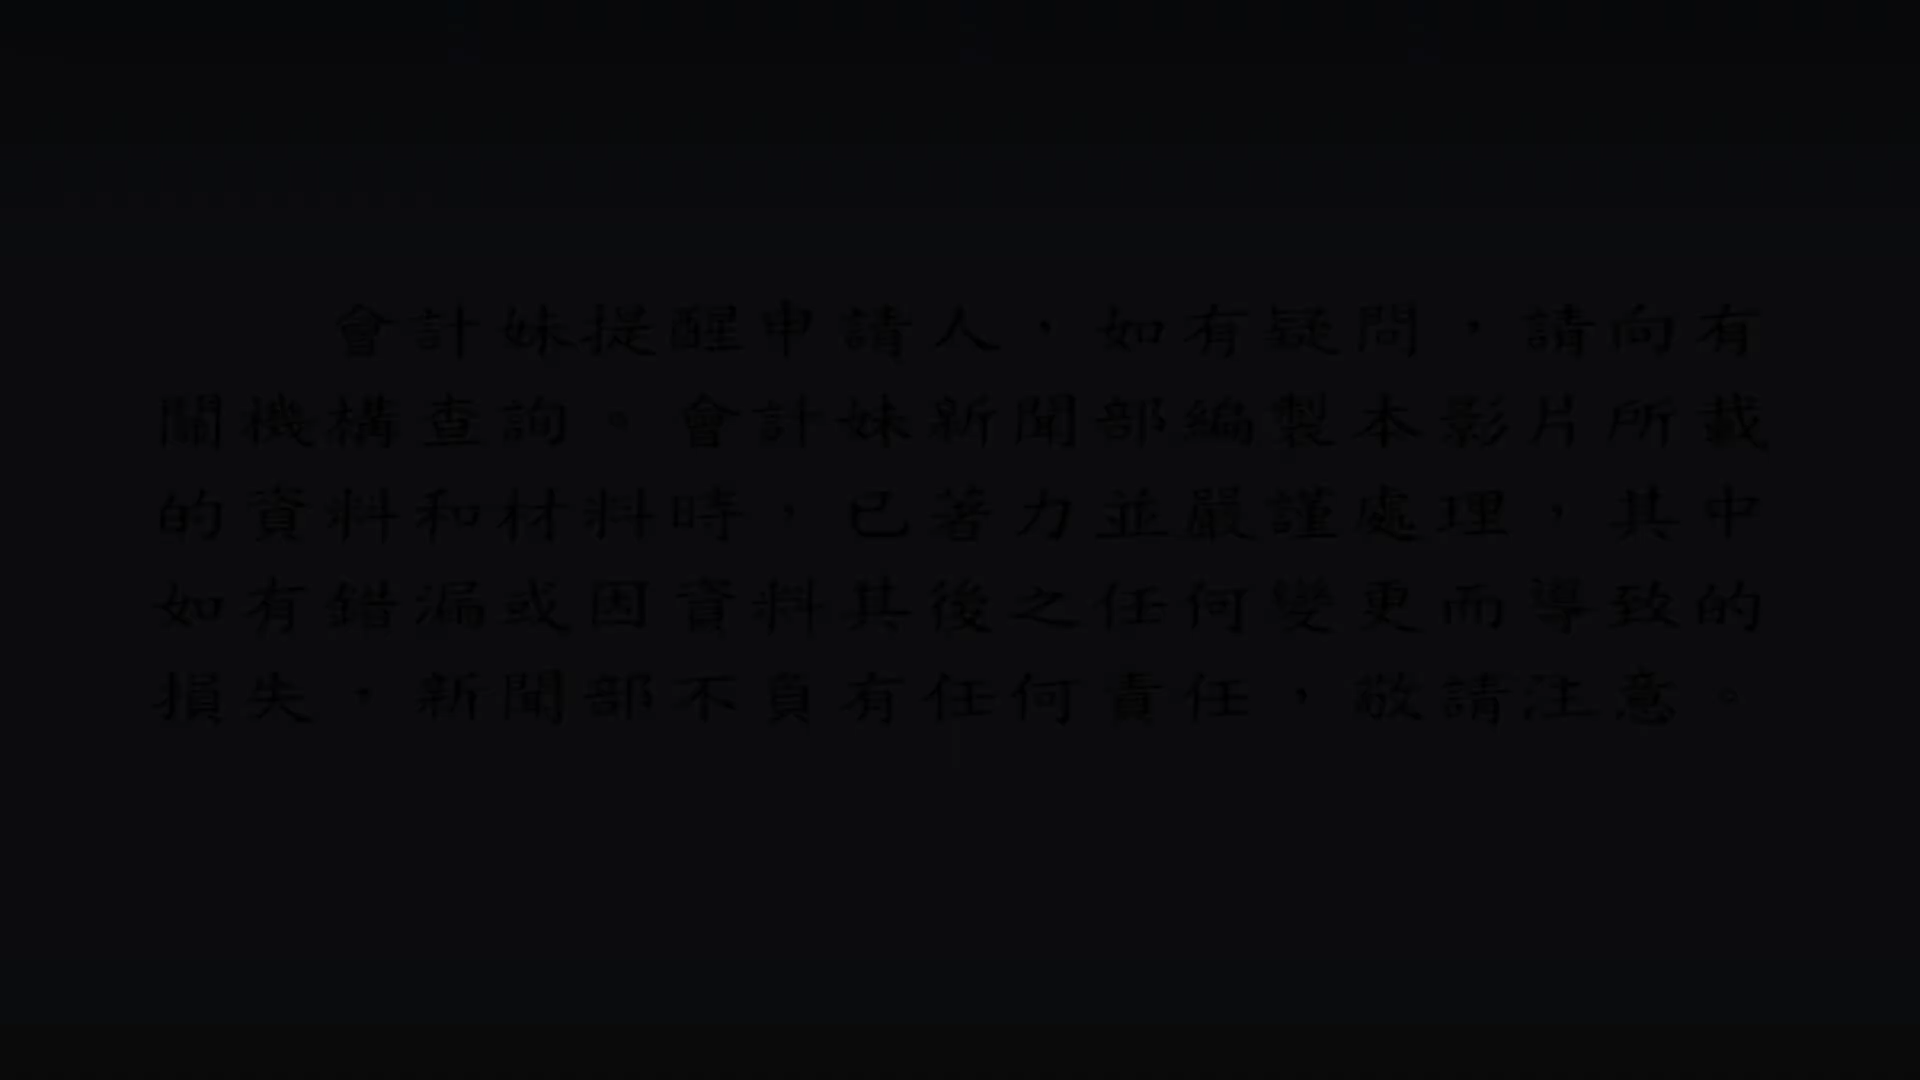 會計妹提醒申請人，如有疑問，請向有
關機構查詢。會計妹新聞部編製本影片所載
的資料和材料時，已著力並嚴謹處理，其中
如有錯漏或因資料其後之任何變更而導致的
損失，新聞部不負有任何責任，敬請注意。